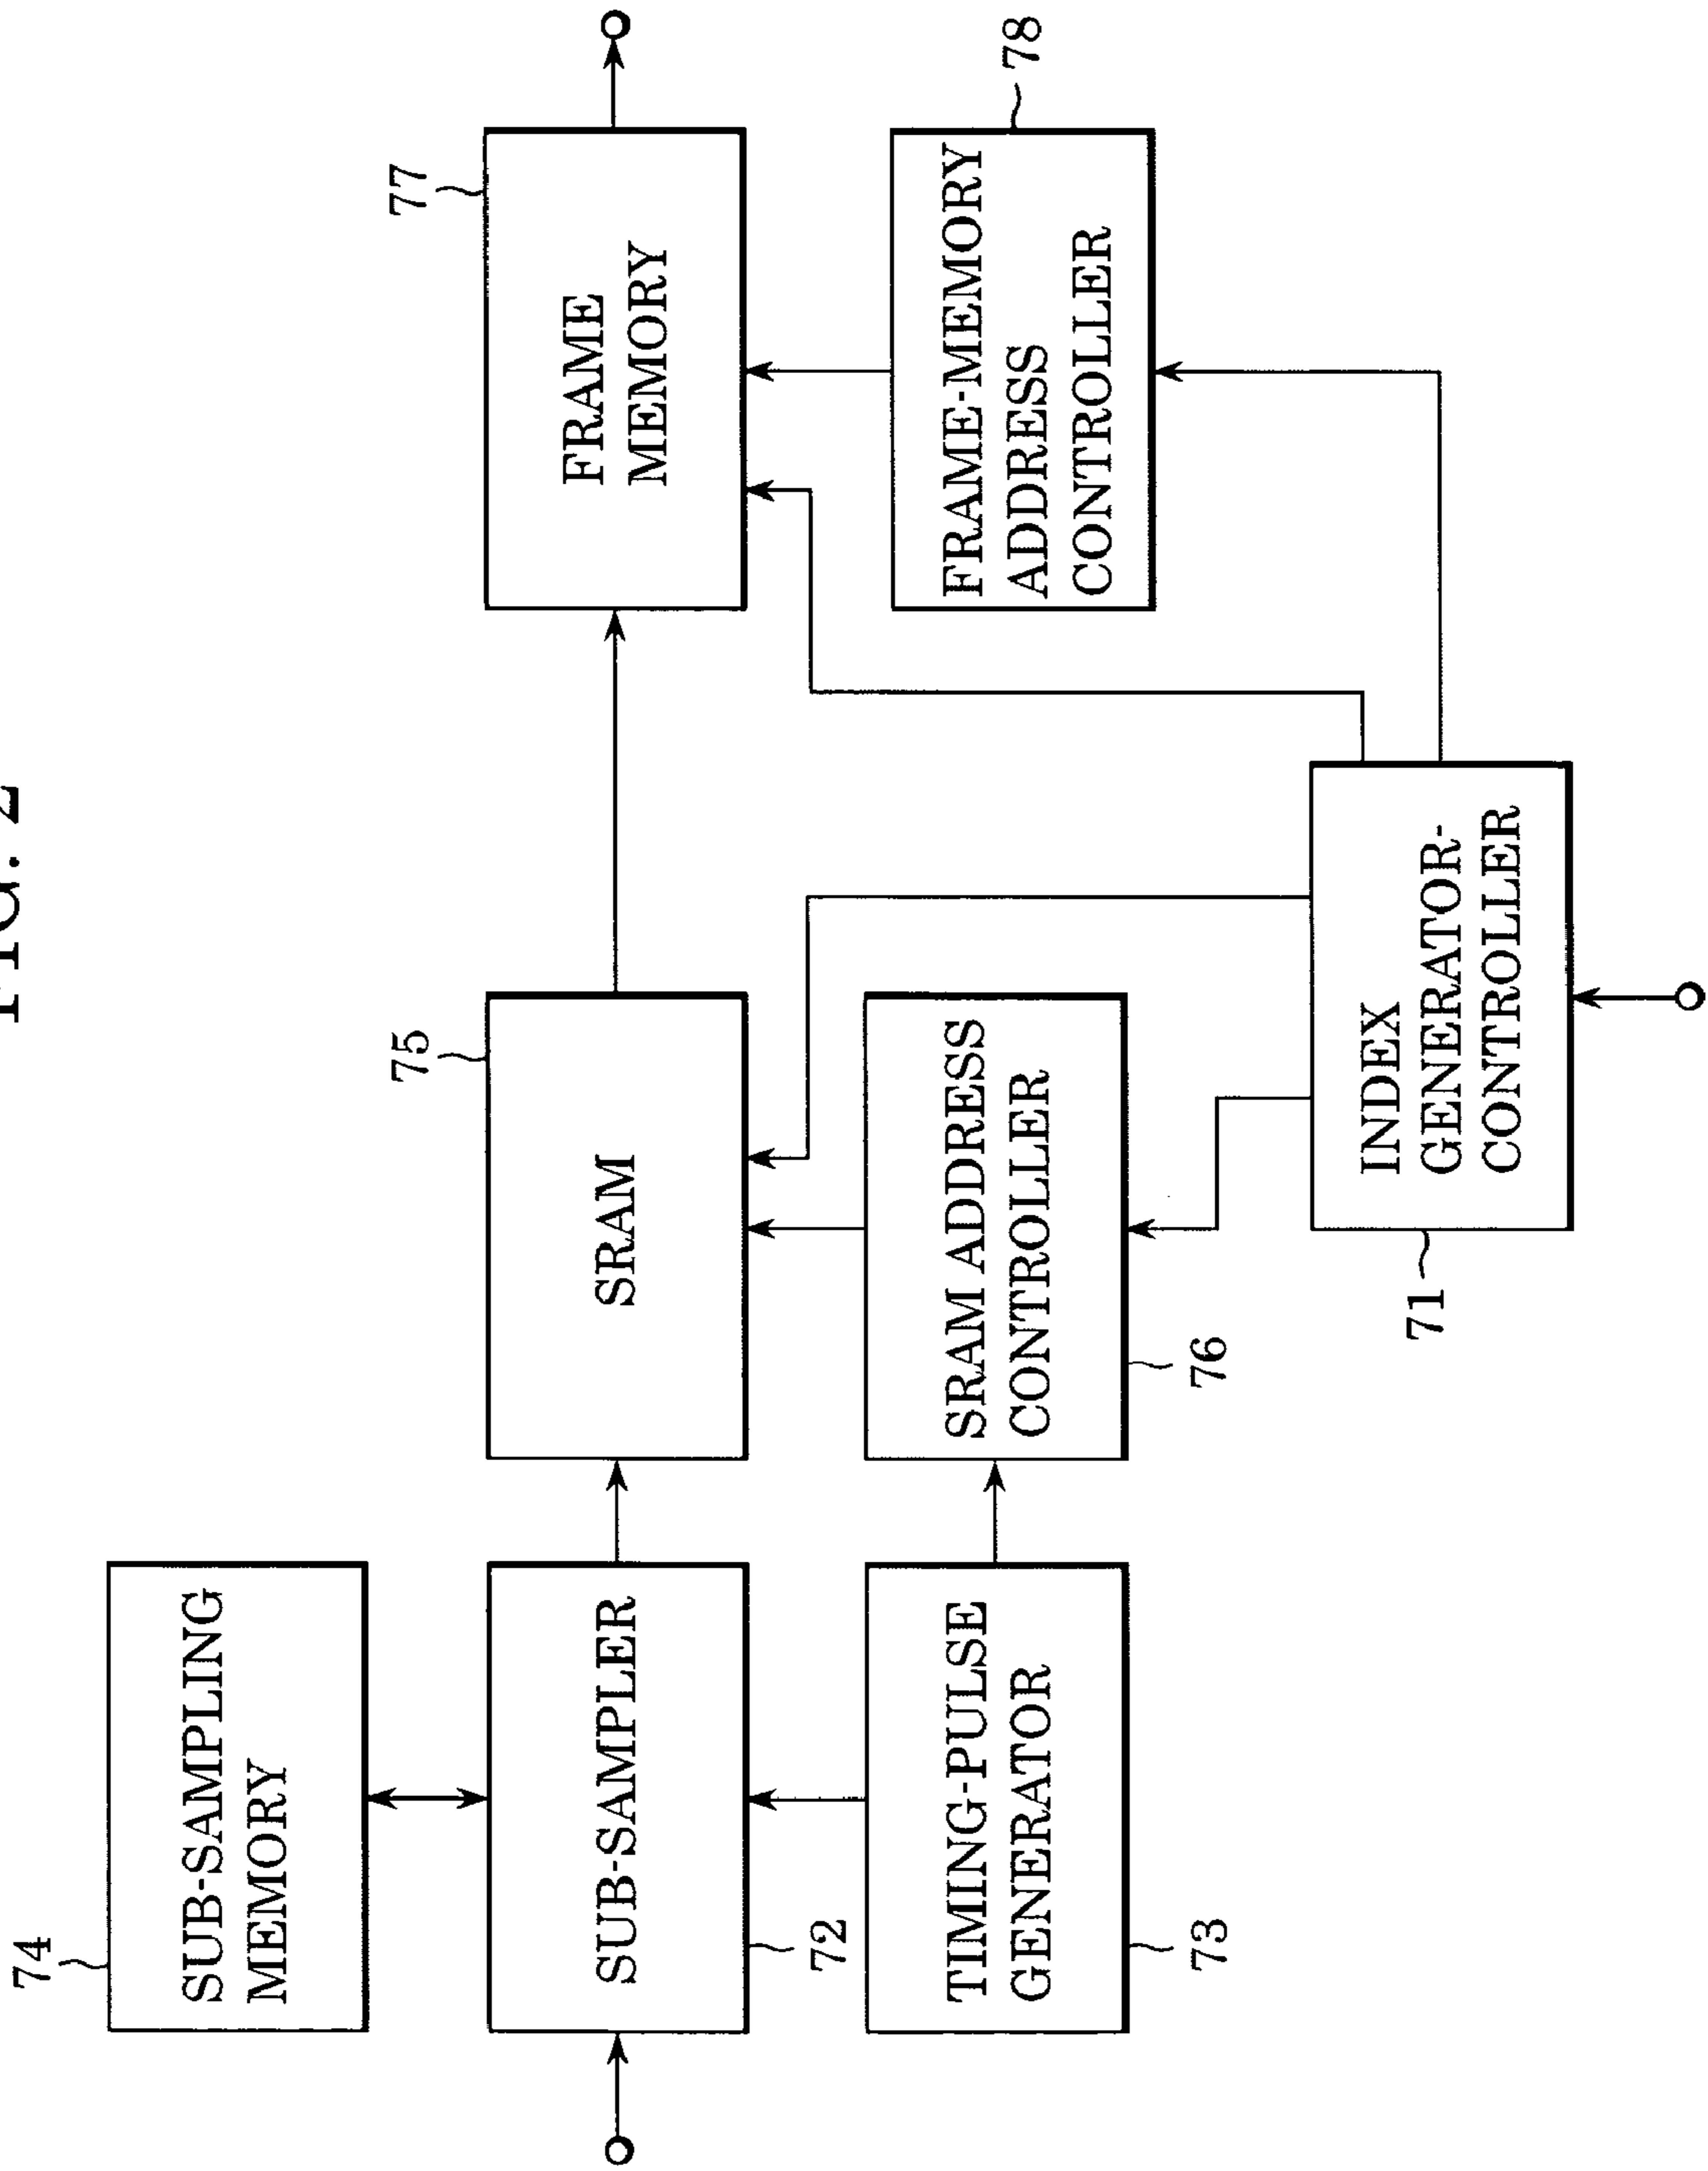 FIG. 2
74
SUB-SAMPLING
MEMORY
75
77
SUB-SAMPLER
SRAM
FRAME
MEMORY
72
TIMING-PULSE
GENERATOR
SRAM ADDRESS
CONTROLLER
FRAME-MEMORY
ADDRESS
CONTROLLER
73
76
78
71
INDEX
GENERATOR-
CONTROLLER